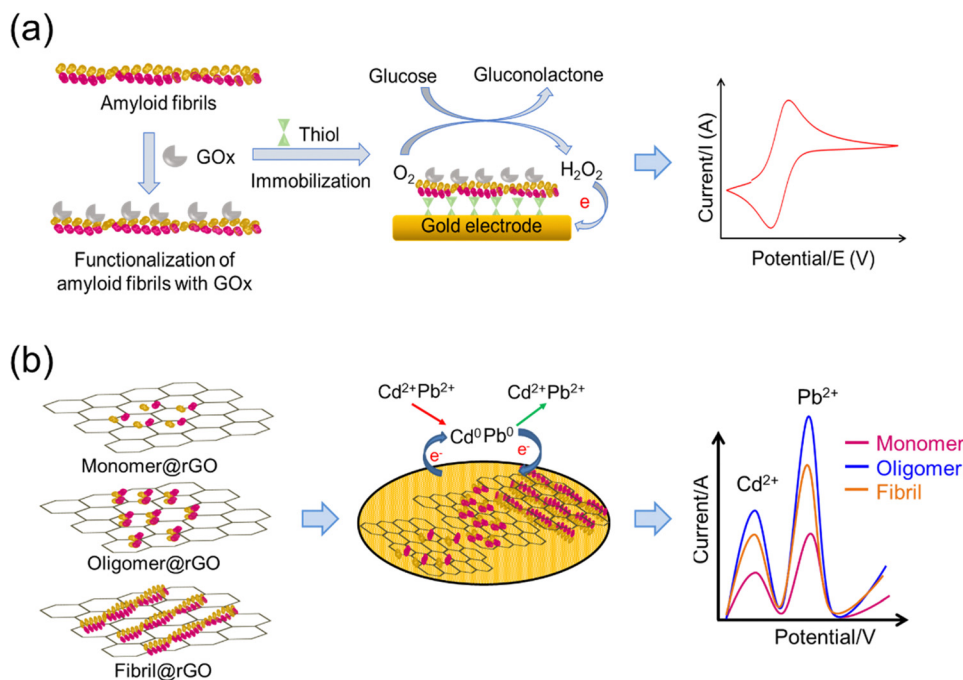 (a)
Amyloid fibrils
GOx
Functionalization of
amyloid fibrils with GOx
Thiol
Immobilization
Glucose
Gluconolactone
O₂
H₂O₂
e
Gold electrode
Current/I (A)
Potential/E (V)
(b)
Monomer@rGO
Oligomer@rGO
Fibril@rGO
Cd²⁺Pb²⁺
Cd²⁺Pb²⁺
Cd⁰Pb⁰
e⁻
e⁻
Current/A
Cd²⁺
Pb²⁺
Monomer
Oligomer
Fibril
Potential/V